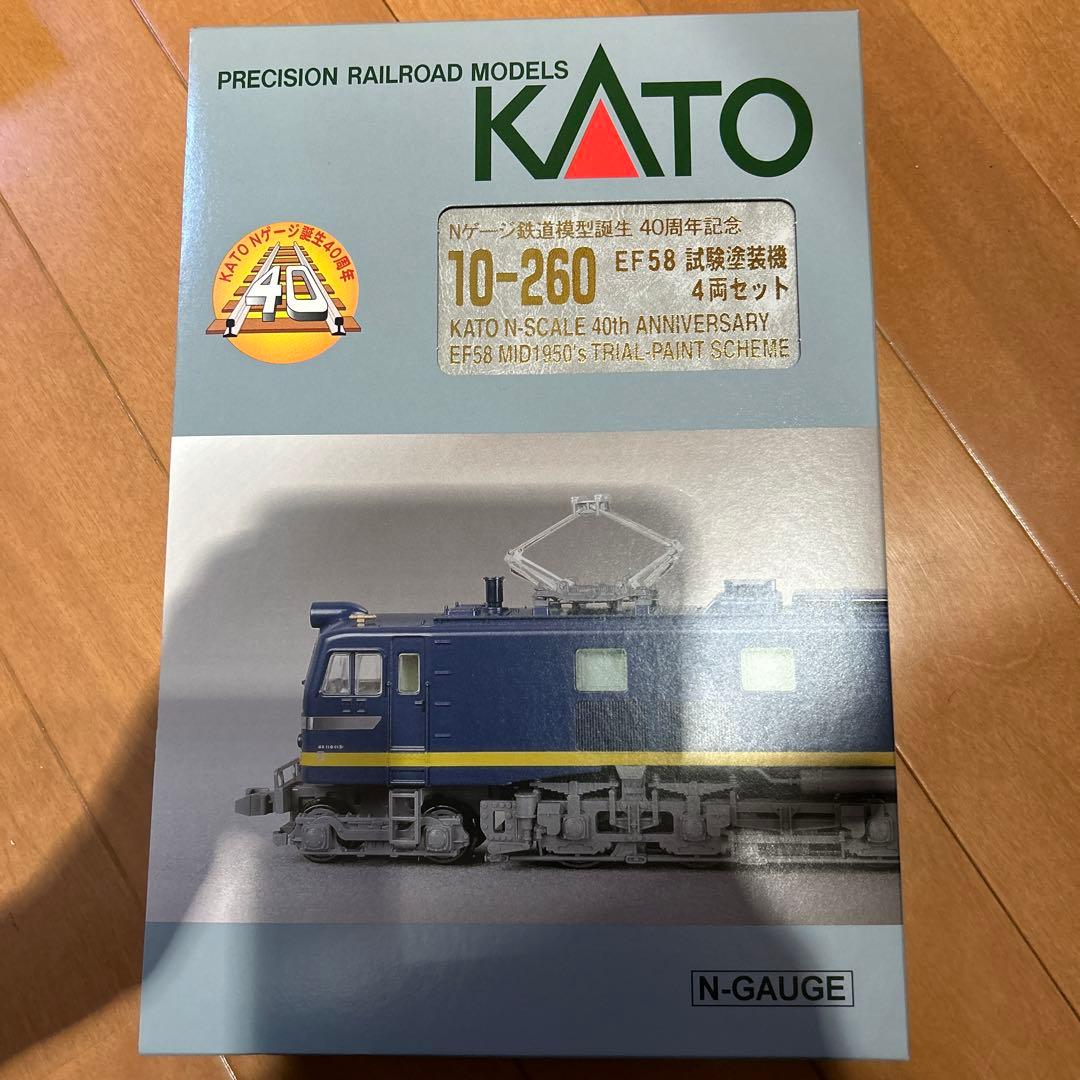 PRECISION RAILROAD MODELS
KATO
KATO Nゲージ誕生40周年
40
Nゲージ鉄道模型誕生 40周年記念
10-260
EF58 試験塗装機
4両セット
KATO N-SCALE 40th ANNIVERSARY
EF58 MID1950's TRIAL-PAINT SCHEME
N-GAUGE